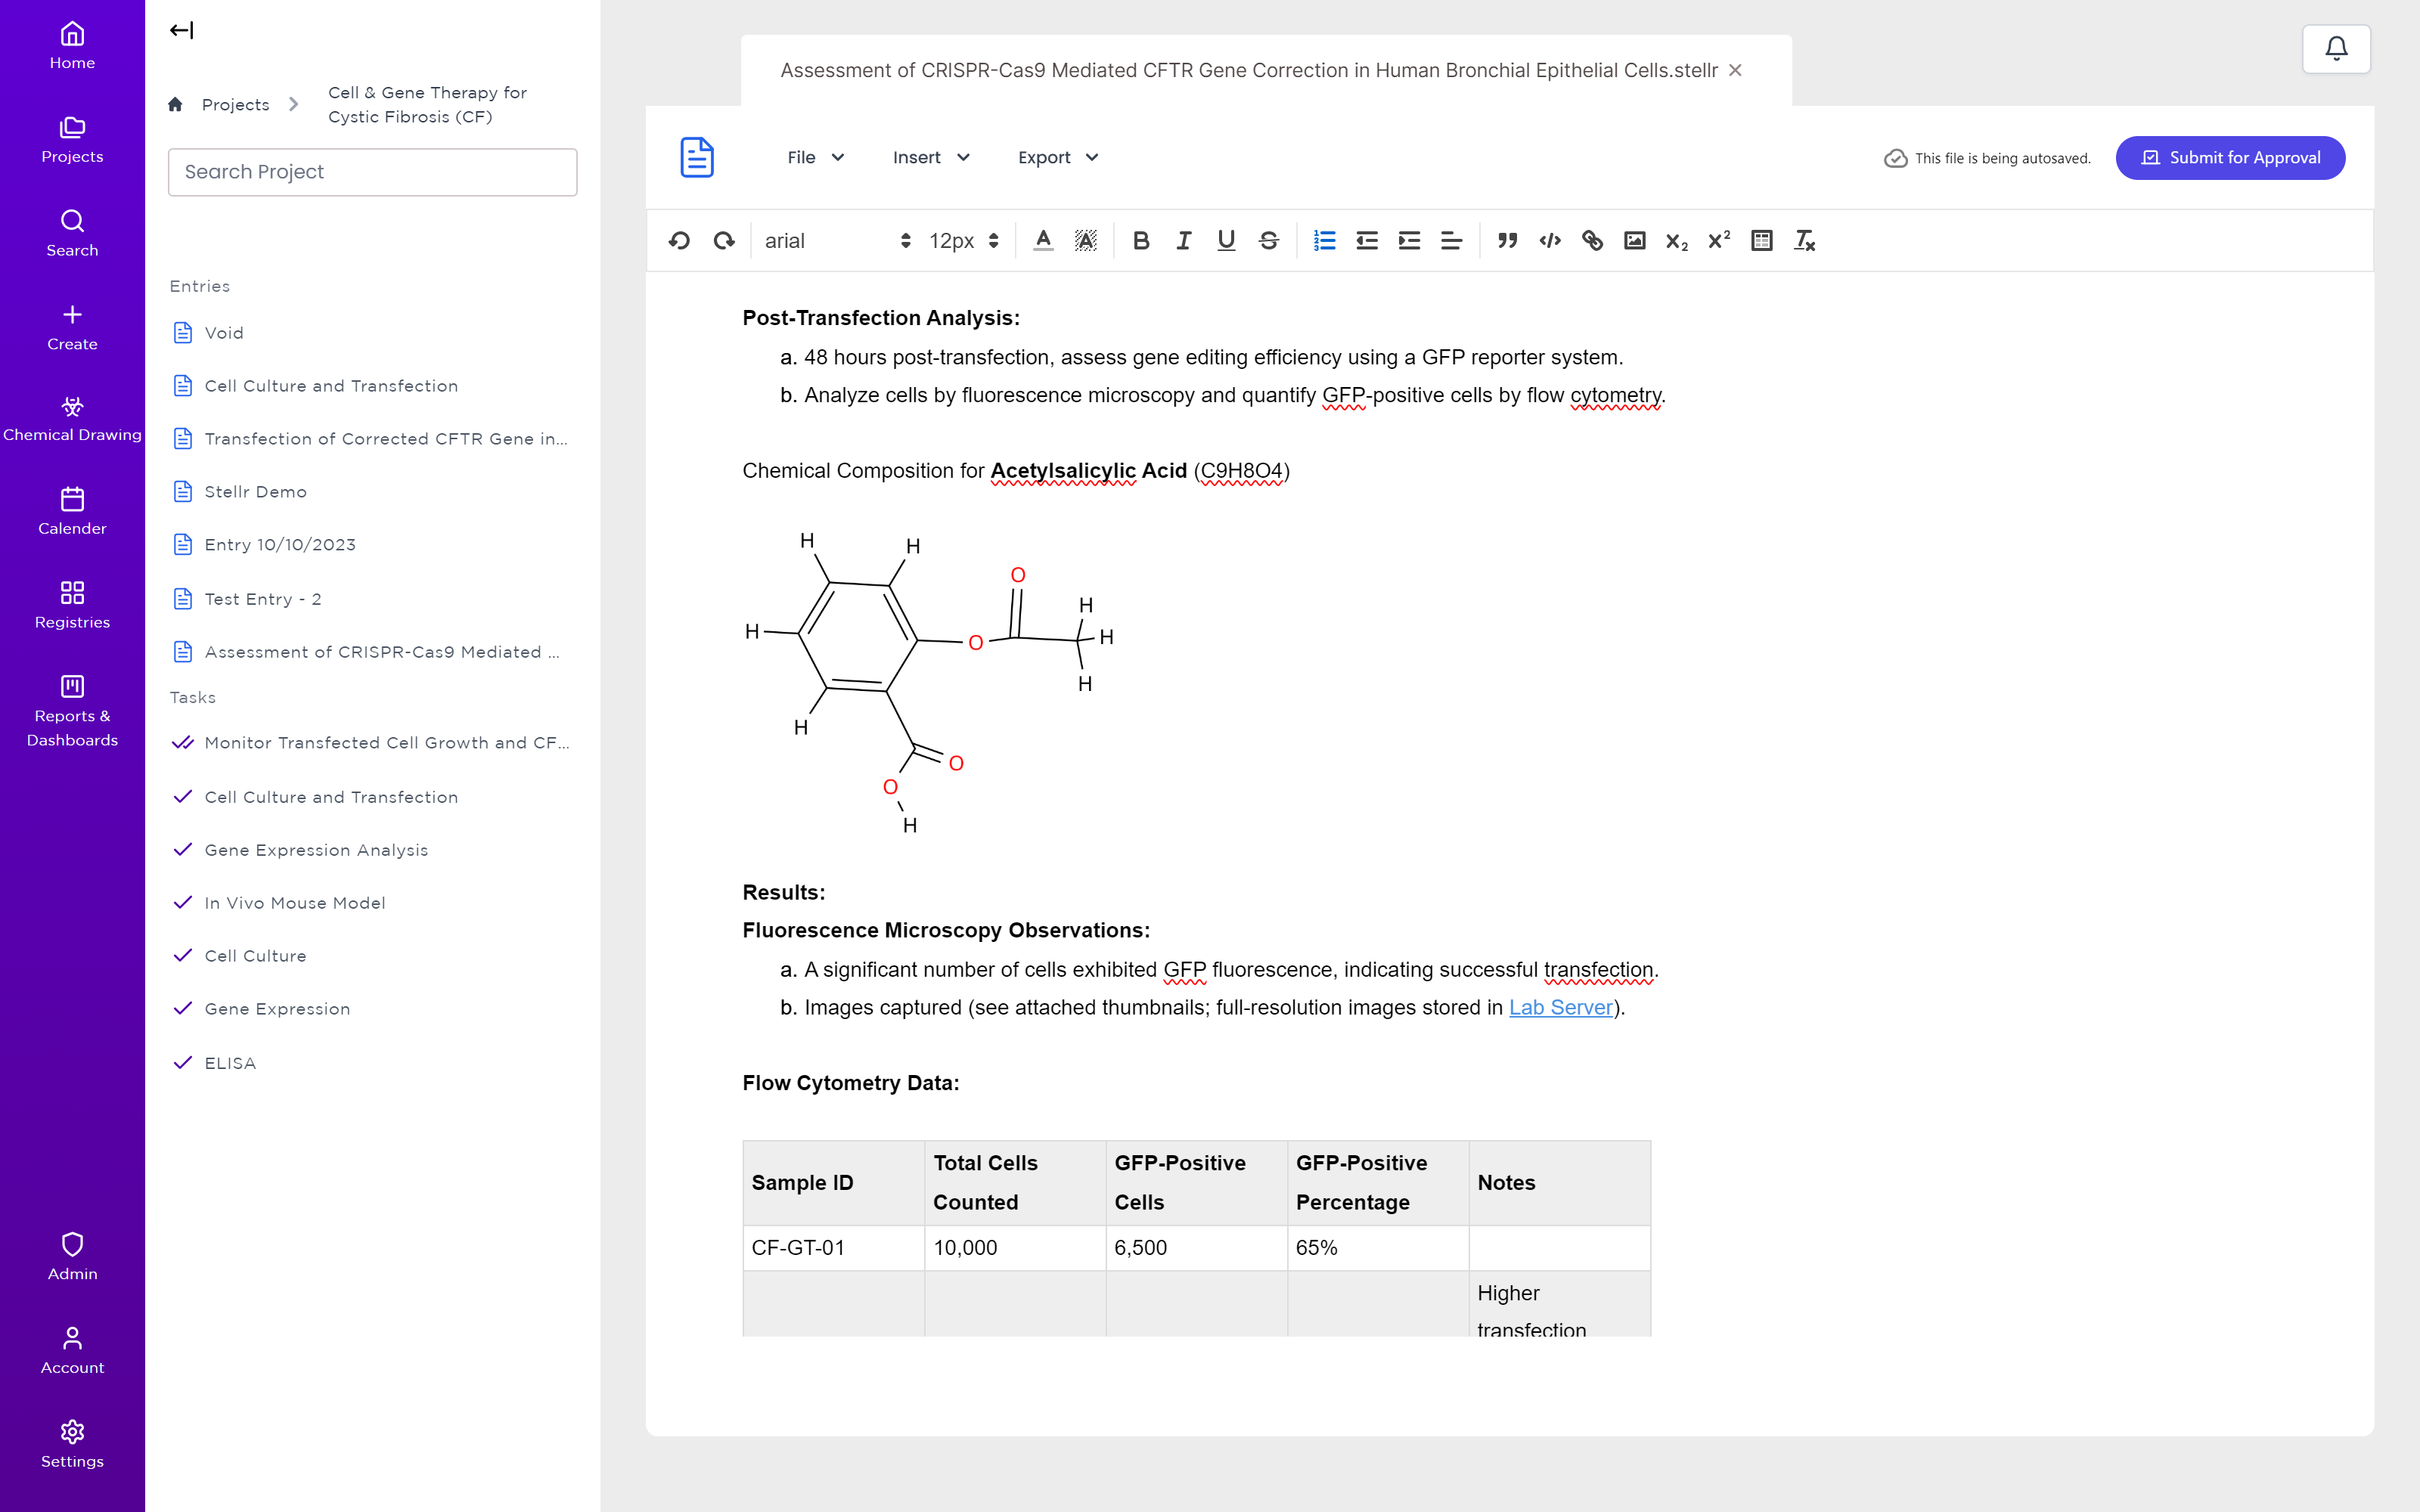 Home
Projects
Search
Create
Chemical Drawing
Calender
Registries
Reports &
Dashboards
Admin
Account
Settings
Projects
Cell & Gene Therapy for
Cystic Fibrosis (CF)
Search Project
Entries
Void
Cell Culture and Transfection
Transfection of Corrected CFTR Gene in...
Stellr Demo
Entry 10/10/2023
Test Entry - 2
Assessment of CRISPR-Cas9 Mediated ...
Tasks
Monitor Transfected Cell Growth and CF...
Cell Culture and Transfection
Gene Expression Analysis
In Vivo Mouse Model
Cell Culture
Gene Expression
ELISA
Assessment of CRISPR-Cas9 Mediated CFTR Gene Correction in Human Bronchial Epithelial Cells.stellr
File Insert Export
This file is being autosaved. Submit for Approval
arial 12px
Post-Transfection Analysis:
a. 48 hours post-transfection, assess gene editing efficiency using a GFP reporter system.
b. Analyze cells by fluorescence microscopy and quantify GFP-positive cells by flow cytometry.
Chemical Composition for Acetylsalicylic Acid (C9H8O4)
H H
O
H
H O H
H
H
O
O
H
Results:
Fluorescence Microscopy Observations:
a. A significant number of cells exhibited GFP fluorescence, indicating successful transfection.
b. Images captured (see attached thumbnails; full-resolution images stored in Lab Server).
Flow Cytometry Data:
Sample ID Total Cells Counted GFP-Positive Cells GFP-Positive Percentage Notes
CF-GT-01 10,000 6,500 65%
Higher
transfection